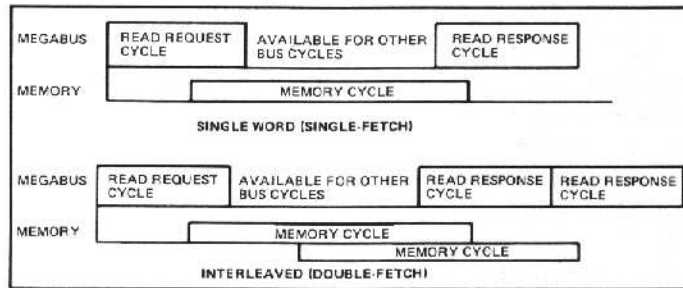 MEGABUS
READ REQUEST
CYCLE
AVAILABLE FOR OTHER
BUS CYCLES
READ RESPONSE
CYCLE
MEMORY
MEMORY CYCLE
SINGLE WORD (SINGLE-FETCH)
MEGABUS
READ REQUEST
CYCLE
AVAILABLE FOR OTHER
BUS CYCLES
READ RESPONSE
CYCLE
READ RESPONSE
CYCLE
MEMORY
MEMORY CYCLE
MEMORY CYCLE
INTERLEAVED (DOUBLE-FETCH)